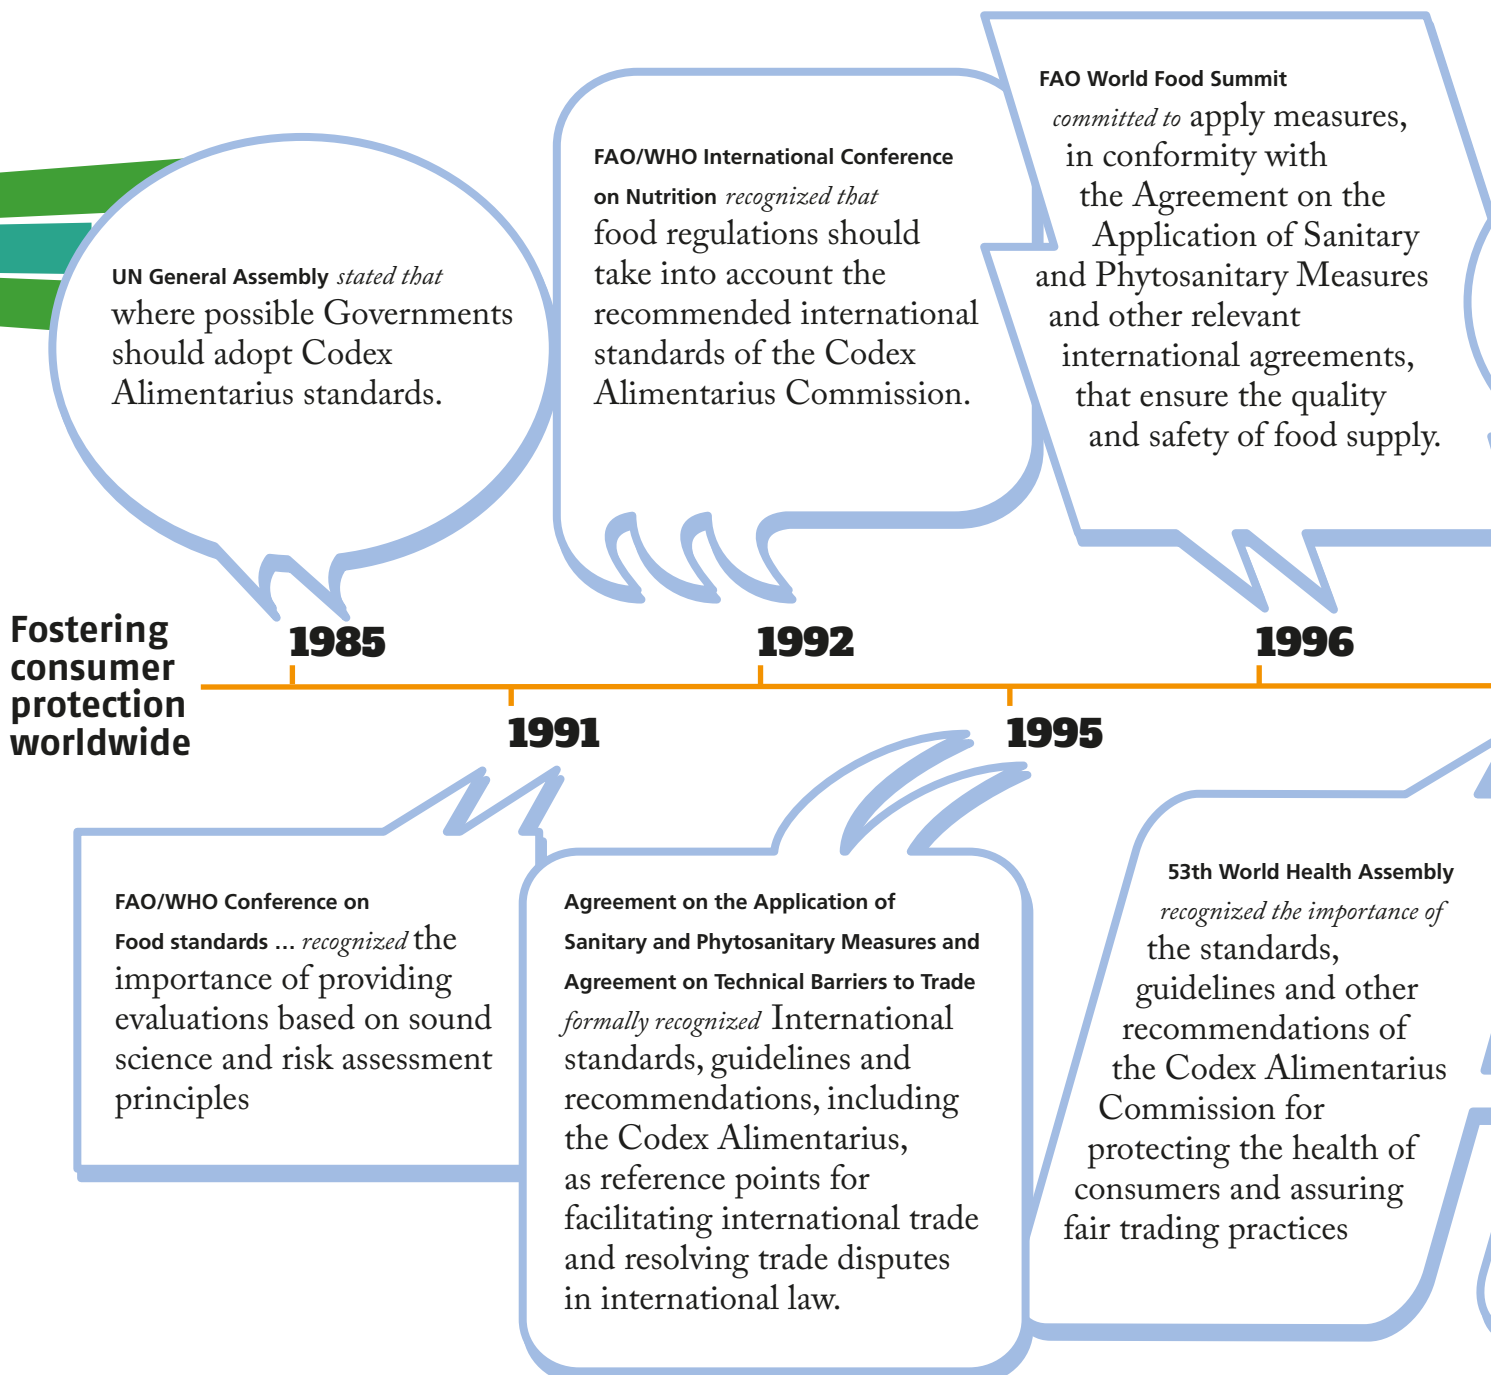 FAO World Food Summit
committed to apply measures,
in conformity with
the Agreement on the
Application of Sanitary
and Phytosanitary Measures
and other relevant
international agreements,
that ensure the quality
and safety of food supply.
FAO/WHO International Conference
on Nutrition recognized that
food regulations should
take into account the
recommended international
standards of the Codex
Alimentarius Commission.
UN General Assembly stated that
where possible Governments
should adopt Codex
Alimentarius standards.
Fostering
consumer
protection
worldwide
1985
1992
1996
1991
1995
FAO/WHO Conference on
Food standards ... recognized the
importance of providing
evaluations based on sound
science and risk assessment
principles
Agreement on the Application of
Sanitary and Phytosanitary Measures and
Agreement on Technical Barriers to Trade
formally recognized International
standards, guidelines and
recommendations, including
the Codex Alimentarius,
as reference points for
facilitating international trade
and resolving trade disputes
in international law.
53th World Health Assembly
recognized the importance of
the standards,
guidelines and other
recommendations of
the Codex Alimentarius
Commission for
protecting the health of
consumers and assuring
fair trading practices